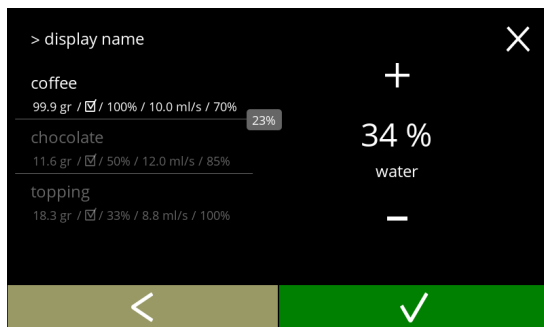 > display name
coffee
99.9 gr / ☑ / 100% / 10.0 ml/s / 70%
23%
chocolate
11.6 gr / ☑ / 50% / 12.0 ml/s / 85%
topping
18.3 gr / ☑ / 33% / 8.8 ml/s / 100%
+
34 %
water
−